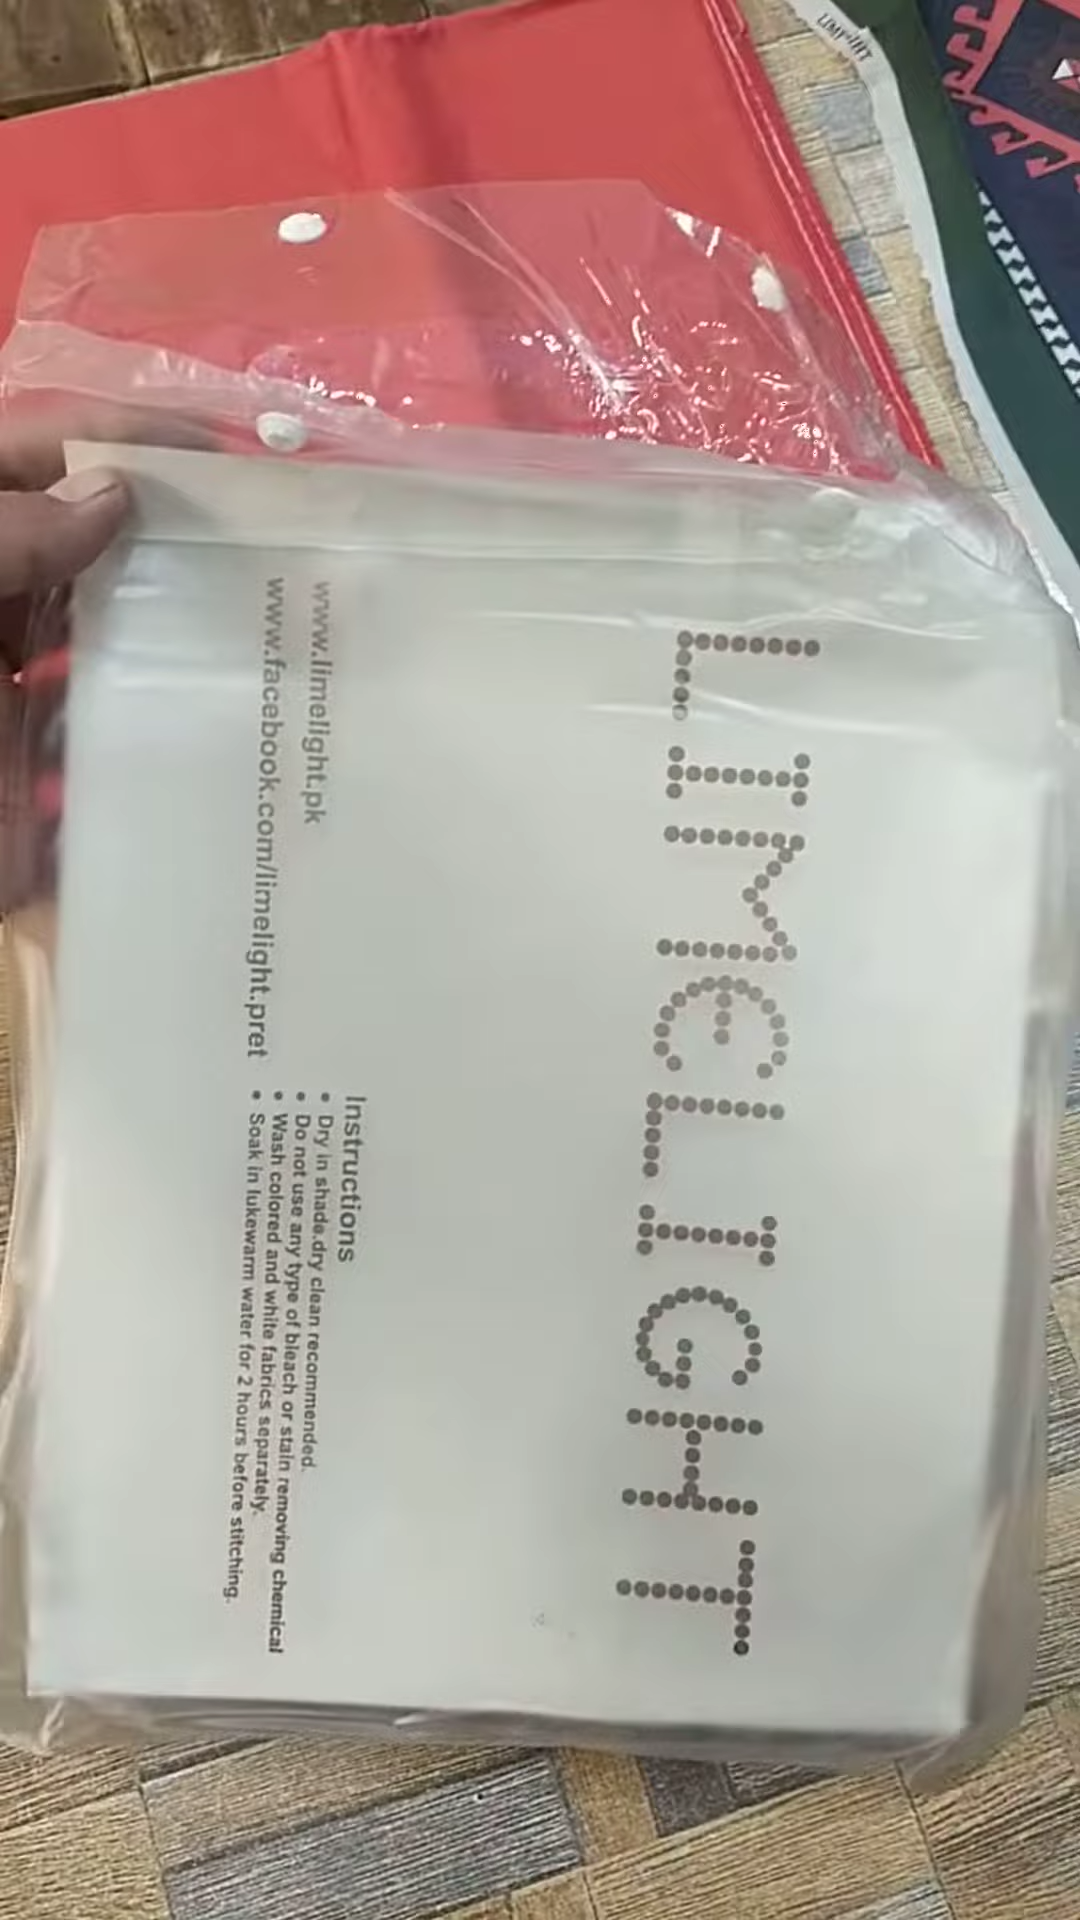 LIMELIGHT
www.limelight.pk
www.facebook.com/limelight.pret
Instructions
• Dry in shade.dry clean recommended.
• Do not use any type of bleach or stain removing chemical
• Wash colored and white fabrics separately.
• Soak in lukewarm water for 2 hours before stitching.